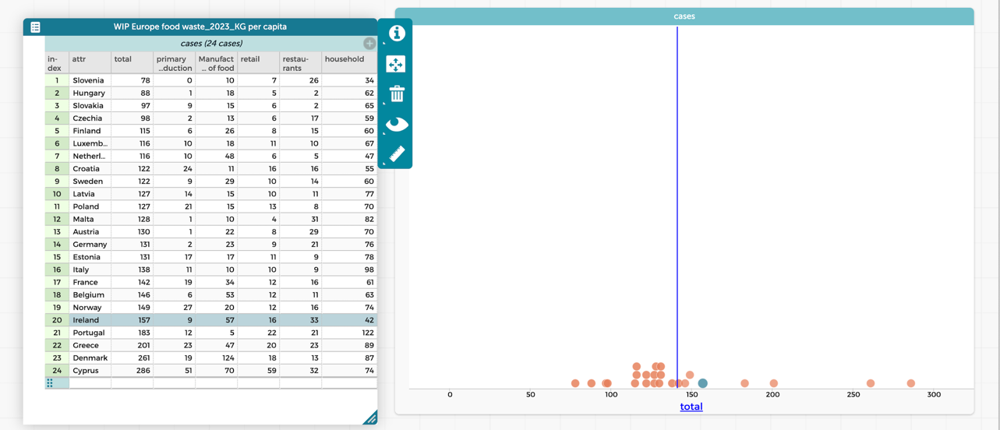 cases
WIP Europe food waste_2023_KG per capita
cases (24 cases)
in-dex attr total primary ...duction Manufact ... of food retail restau-rants household
1 Slovenia 78 0 10 7 26 34
2 Hungary 88 1 18 5 2 62
3 Slovakia 97 9 15 6 2 65
4 Czechia 98 2 13 6 17 59
5 Finland 115 6 26 8 15 60
6 Luxemb... 116 10 18 11 10 67
7 Netherl... 116 10 48 6 5 47
8 Croatia 122 24 11 16 16 55
9 Sweden 122 9 29 10 14 60
10 Latvia 127 14 15 10 11 77
11 Poland 127 21 15 13 8 70
12 Malta 128 1 10 4 31 82
13 Austria 130 1 22 8 29 70
14 Germany 131 2 23 9 21 76
15 Estonia 131 17 17 11 9 78
16 Italy 138 11 10 10 9 98
17 France 142 19 34 12 16 61
18 Belgium 146 6 53 12 11 63
19 Norway 149 27 20 12 16 74
20 Ireland 157 9 57 16 33 42
21 Portugal 183 12 5 22 21 122
22 Greece 201 23 47 20 23 89
23 Denmark 261 19 124 18 13 87
24 Cyprus 286 51 70 59 32 74
0 50 100 150 200 250 300
total